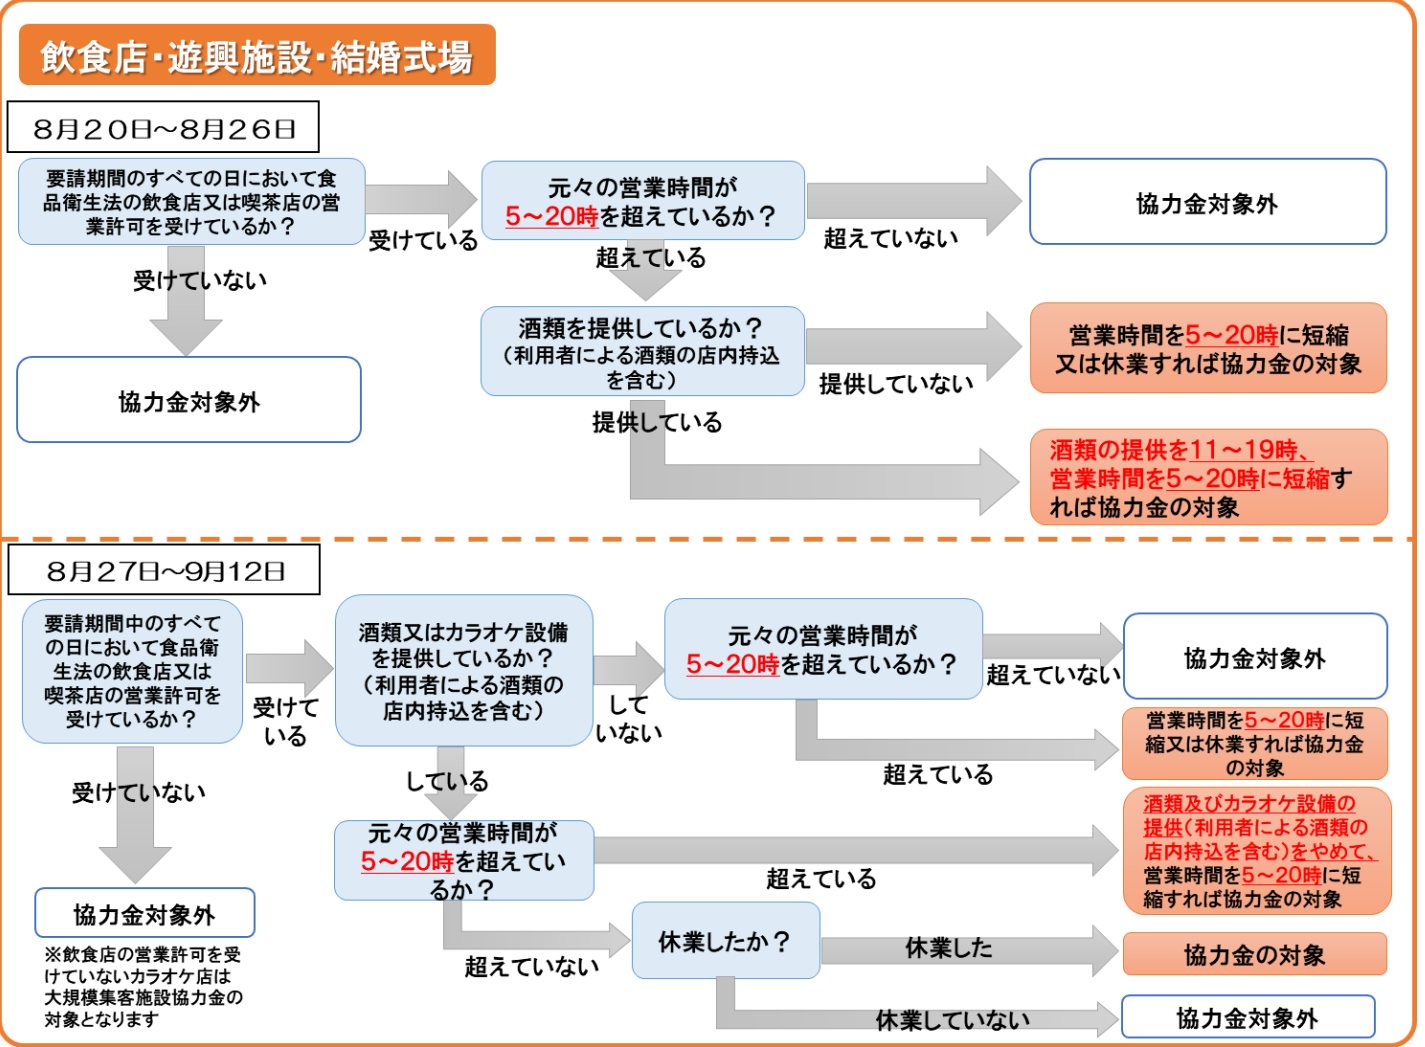 飲食店・遊興施設・結婚式場
８月２０日～８月２６日
要請期間のすべての日において食
品衛生法の飲食店又は喫茶店の営
業許可を受けているか？
受けている
元々の営業時間が
5～20時を超えているか？
超えていない
協力金対象外
受けていない
超えている
協力金対象外
酒類を提供しているか？
（利用者による酒類の店内持込
を含む）
提供していない
営業時間を5～20時に短縮
又は休業すれば協力金の対象
提供している
酒類の提供を11～19時、
営業時間を5～20時に短縮す
れば協力金の対象
８月２７日～９月１２日
要請期間中のすべて
の日において食品衛
生法の飲食店又は
喫茶店の営業許可を
受けているか？
受けて
いる
酒類又はカラオケ設備
を提供しているか？
（利用者による酒類の
店内持込を含む）
して
いない
元々の営業時間が
5～20時を超えているか？
超えていない
協力金対象外
超えている
営業時間を5～20時に短
縮又は休業すれば協力金
の対象
受けていない
している
元々の営業時間が
5～20時を超えてい
るか？
超えている
酒類及びカラオケ設備の
提供（利用者による酒類の
店内持込を含む）をやめて、
営業時間を5～20時に短
縮すれば協力金の対象
協力金対象外
※飲食店の営業許可を受
けていないカラオケ店は
大規模集客施設協力金の
対象となります
超えていない
休業したか？
休業した
協力金の対象
休業していない
協力金対象外